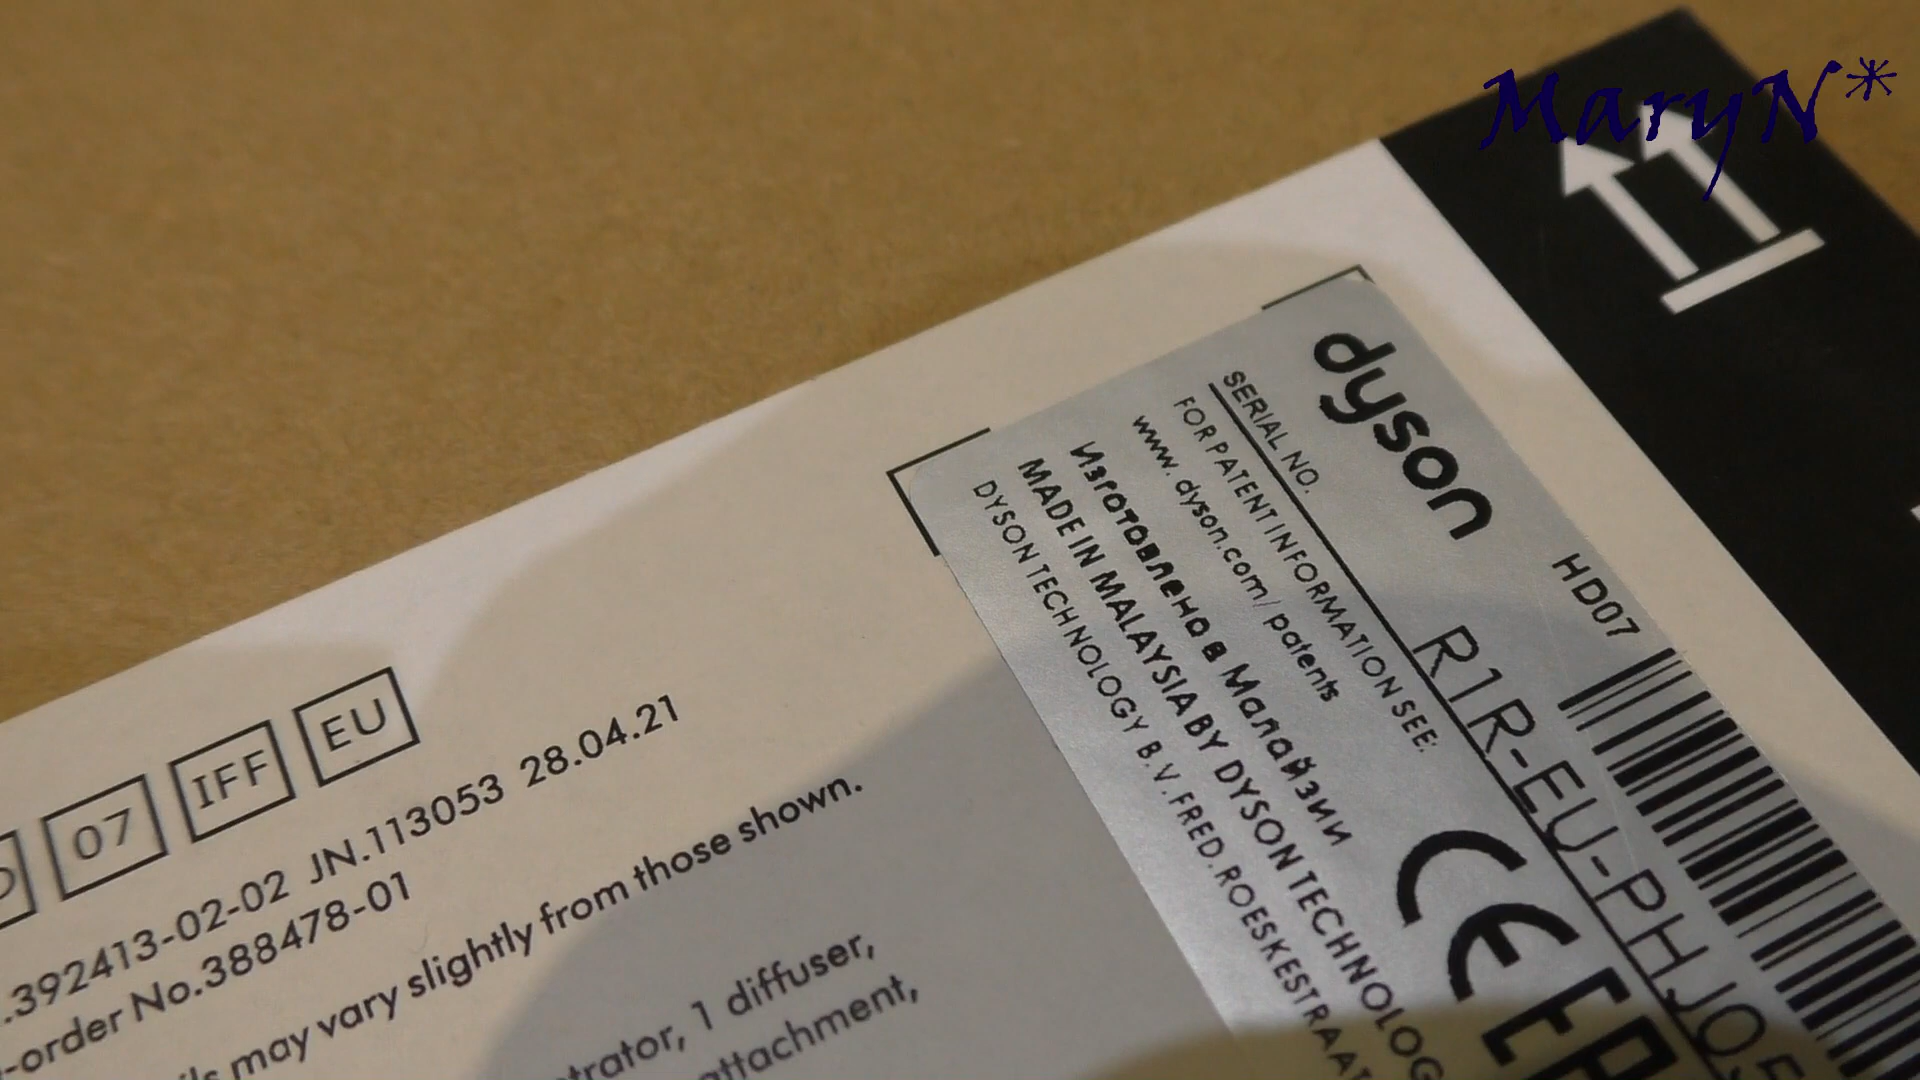 MaryN*
dyson
HD07
SERIAL NO.
R1R-EU-PHJ0
FOR PATENT INFORMATION SEE:
www.dyson.com/patents
Изготовлено в Малайзии
MADE IN MALAYSIA BY DYSON TECHNOLOG
DYSON TECHNOLOGY B.V. FRED. ROESKESTRAAT
CE
EAC
07 IFF EU
.392413-02-02 JN.113053 28.04.21
-order No.388478-01
ils may vary slightly from those shown.
trator, 1 diffuser,
attachment,